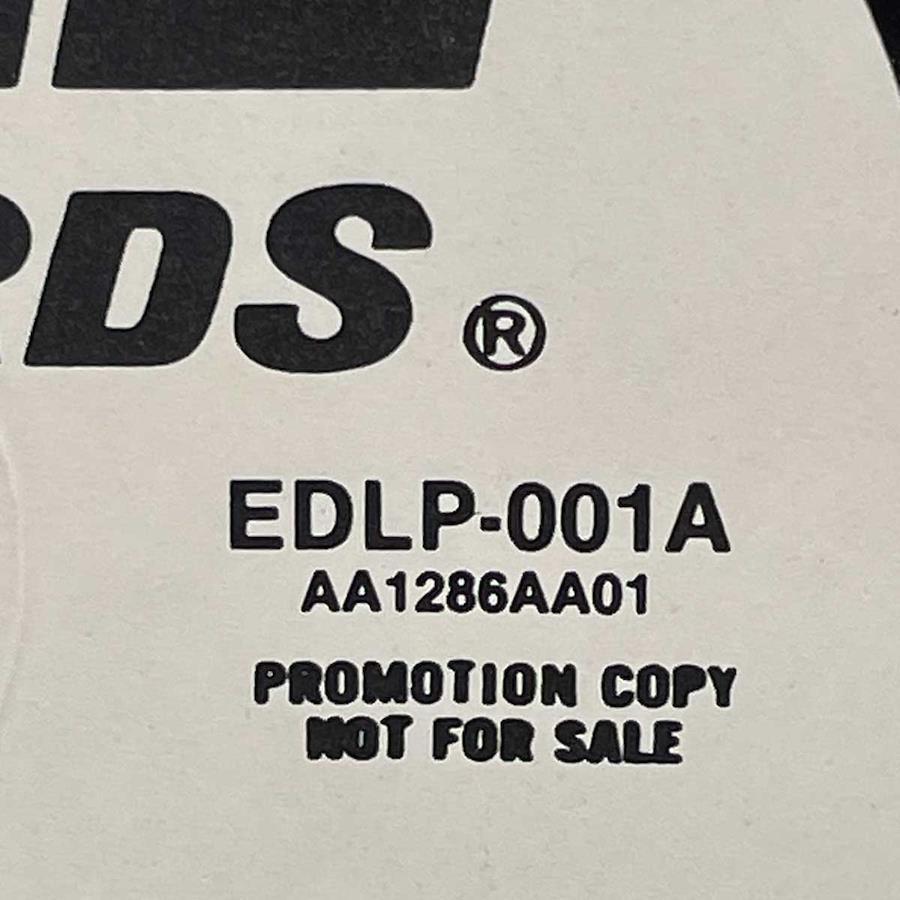 RDS ®
EDLP-001A
AA1286AA01
PROMOTION COPY
NOT FOR SALE